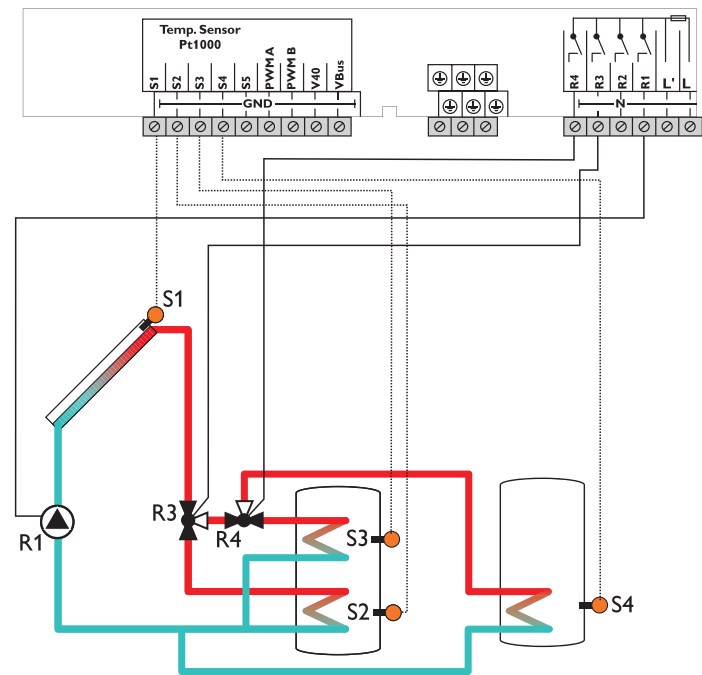 Temp. Sensor
Pt1000
S1 S2 S3 S4 S5 PWM A PWM B V40 VBus
GND
R4 R3 R2 R1 L' L
N
S1
R3
R4
R1
S3
S2
S4